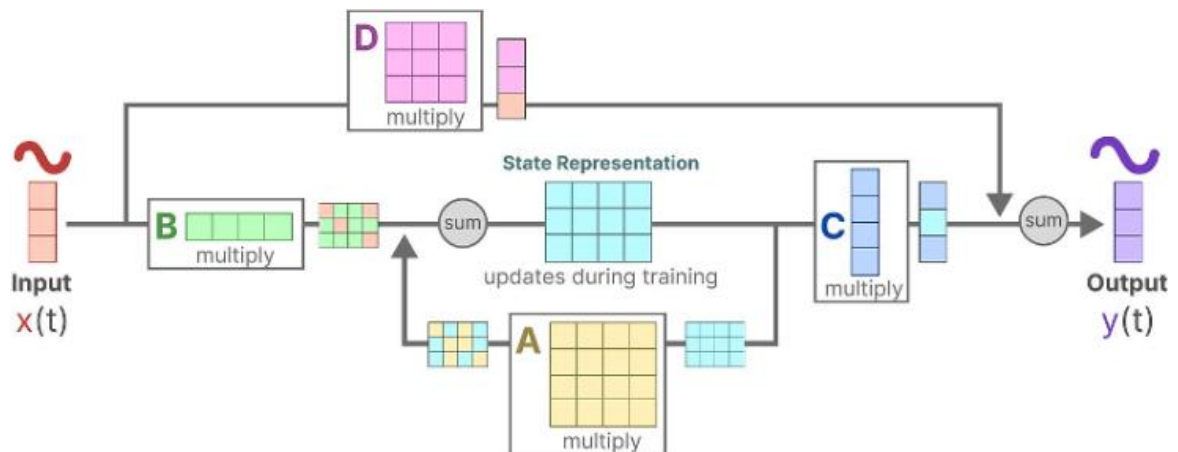 D
multiply
State Representation
B
multiply
sum
updates during training
C
multiply
sum
Input
x(t)
Output
y(t)
A
multiply